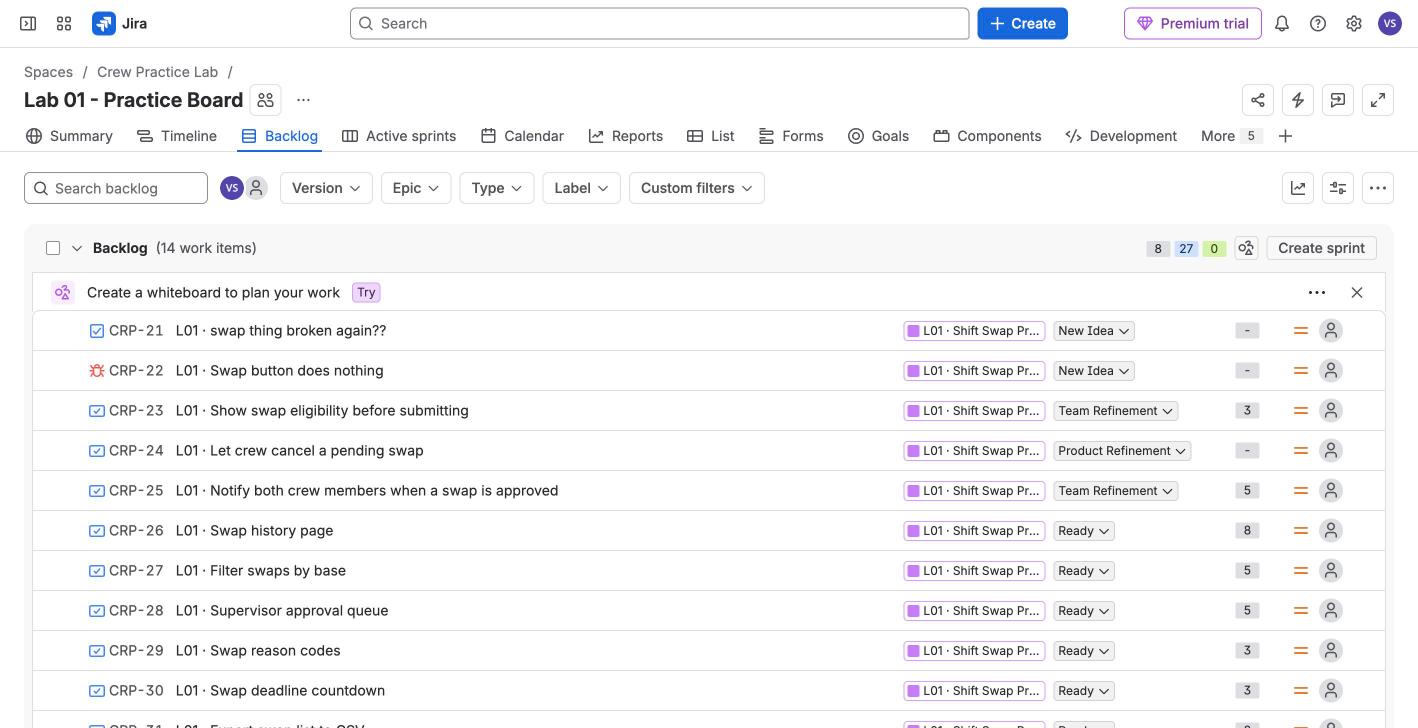 Jira
Search
Create
Premium trial
VS
Spaces / Crew Practice Lab /
Lab 01 - Practice Board
Summary Timeline Backlog Active sprints Calendar Reports List Forms Goals Components Development More 5
Search backlog VS Version Epic Type Label Custom filters
Backlog (14 work items) 8 27 0 Create sprint
Create a whiteboard to plan your work Try
CRP-21 L01 · swap thing broken again?? L01 · Shift Swap Pr... New Idea -
CRP-22 L01 · Swap button does nothing L01 · Shift Swap Pr... New Idea -
CRP-23 L01 · Show swap eligibility before submitting L01 · Shift Swap Pr... Team Refinement 3
CRP-24 L01 · Let crew cancel a pending swap L01 · Shift Swap Pr... Product Refinement -
CRP-25 L01 · Notify both crew members when a swap is approved L01 · Shift Swap Pr... Team Refinement 5
CRP-26 L01 · Swap history page L01 · Shift Swap Pr... Ready 8
CRP-27 L01 · Filter swaps by base L01 · Shift Swap Pr... Ready 5
CRP-28 L01 · Supervisor approval queue L01 · Shift Swap Pr... Ready 5
CRP-29 L01 · Swap reason codes L01 · Shift Swap Pr... Ready 3
CRP-30 L01 · Swap deadline countdown L01 · Shift Swap Pr... Ready 3